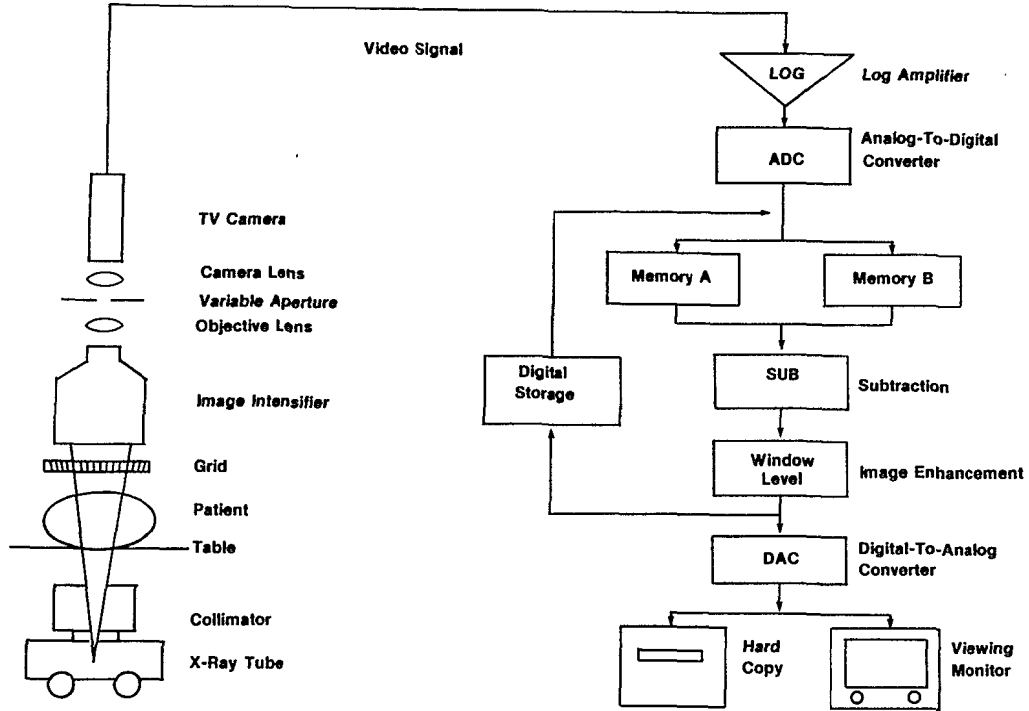 Video Signal
LOG
Log Amplifier
ADC
Analog-To-Digital
Converter
TV Camera
Camera Lens
Variable Aperture
Objective Lens
Image Intensifier
Grid
Patient
Table
Collimator
X-Ray Tube
Memory A
Memory B
Digital
Storage
SUB
Subtraction
Window
Level
Image Enhancement
DAC
Digital-To-Analog
Converter
Hard
Copy
Viewing
Monitor